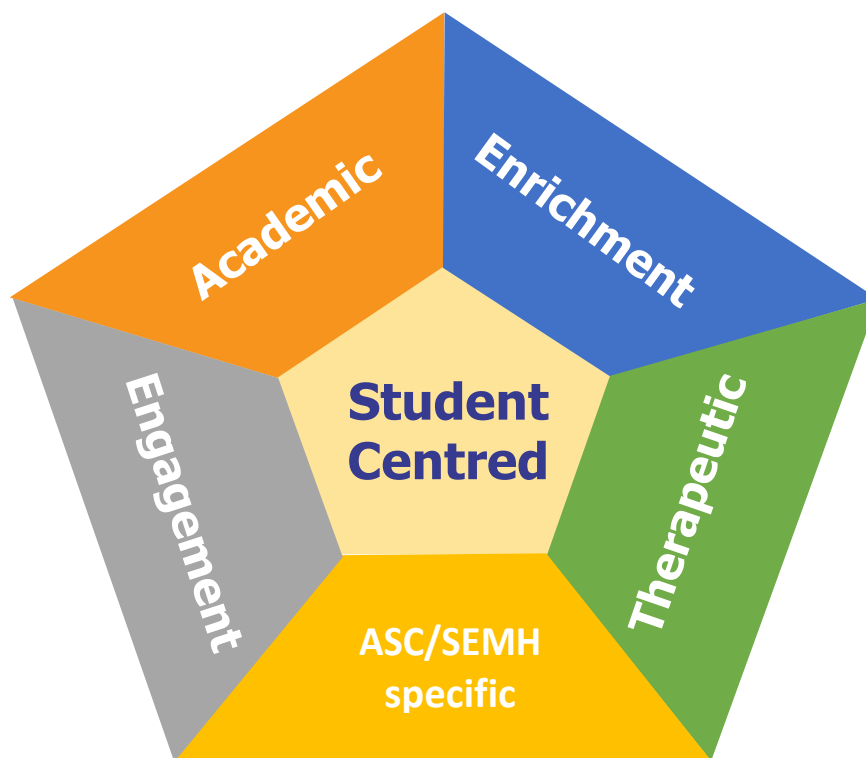 Academic
Enrichment
Student
Centred
Engagement
Therapeutic
ASC/SEMH
specific